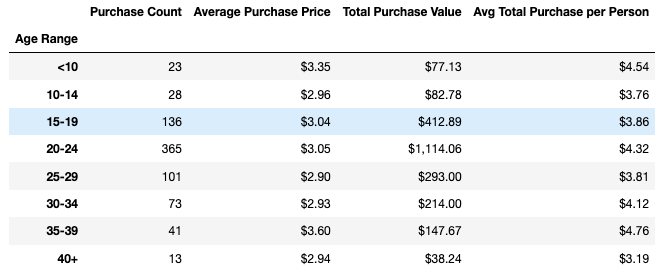 Purchase Count Average Purchase Price Total Purchase Value Avg Total Purchase per Person
Age Range
<10 23 $3.35 $77.13 $4.54
10-14 28 $2.96 $82.78 $3.76
15-19 136 $3.04 $412.89 $3.86
20-24 365 $3.05 $1,114.06 $4.32
25-29 101 $2.90 $293.00 $3.81
30-34 73 $2.93 $214.00 $4.12
35-39 41 $3.60 $147.67 $4.76
40+ 13 $2.94 $38.24 $3.19